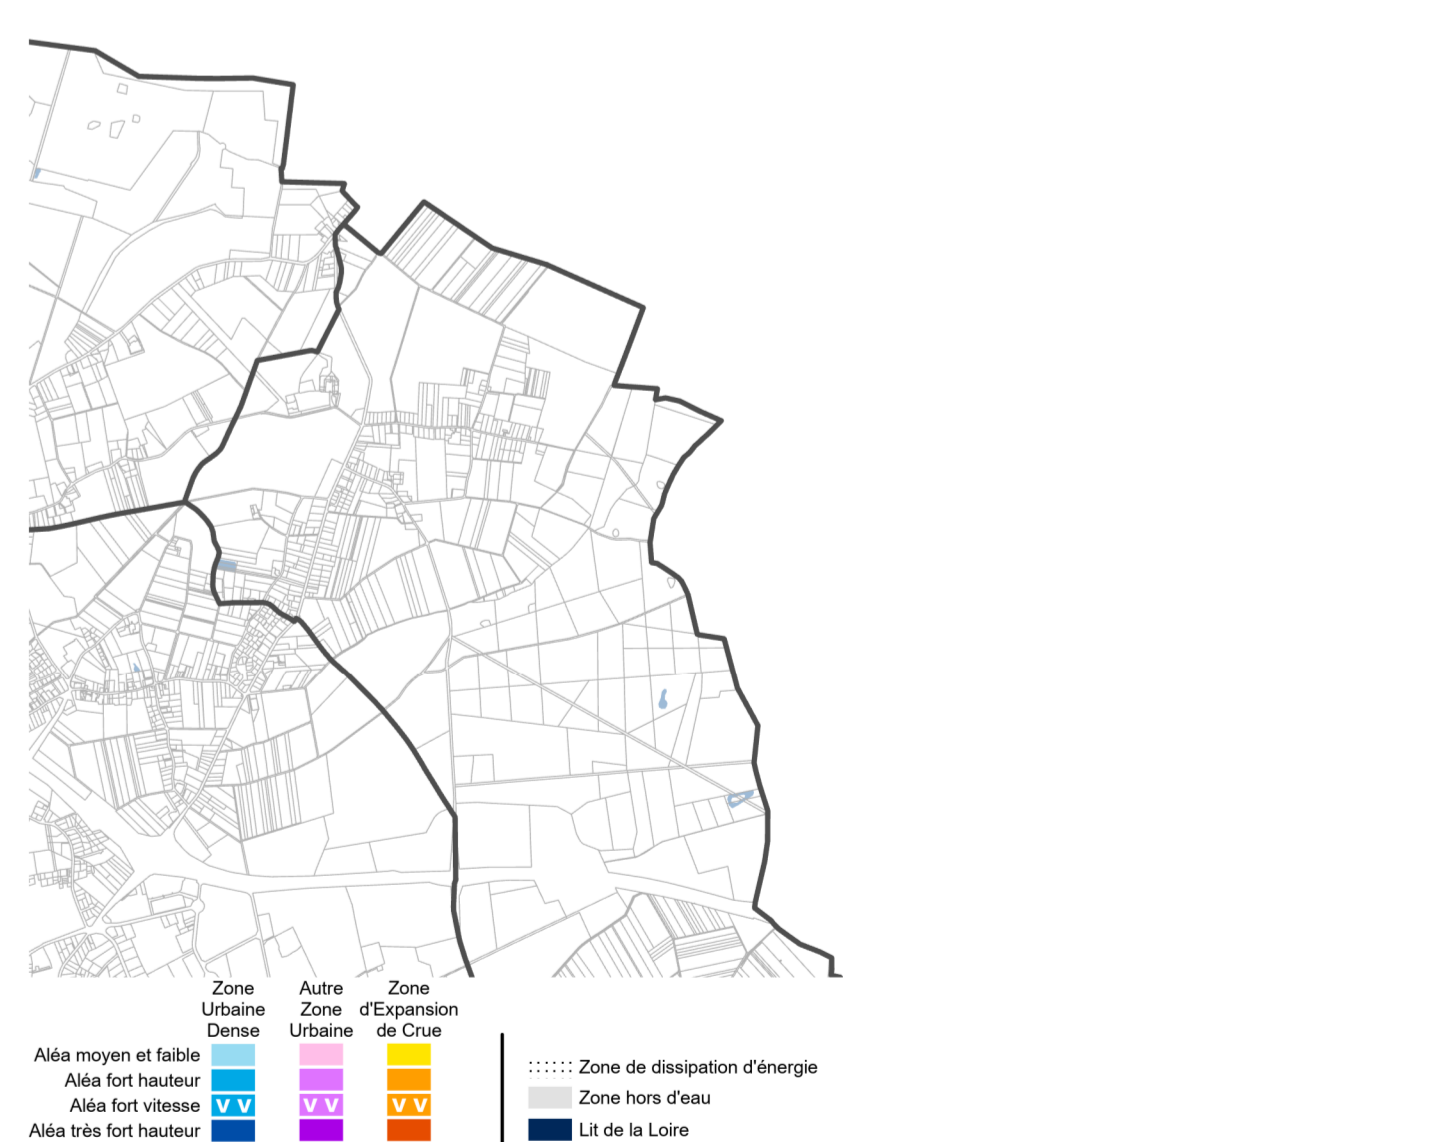 Zone
Urbaine
Dense
Autre
Zone
Urbaine
Zone
d'Expansion
de Crue
Aléa moyen et faible
Aléa fort hauteur
Aléa fort vitesse
V V
V V
V V
Aléa très fort hauteur
Zone de dissipation d'énergie
Zone hors d'eau
Lit de la Loire